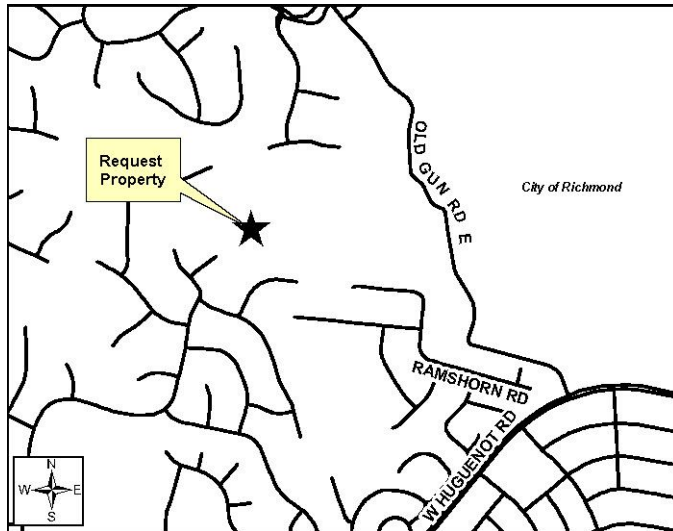 Request
Property
OLD GUN RD E
City of Richmond
RAMSHORN RD
W HUGUENOT RD
N
W E
S